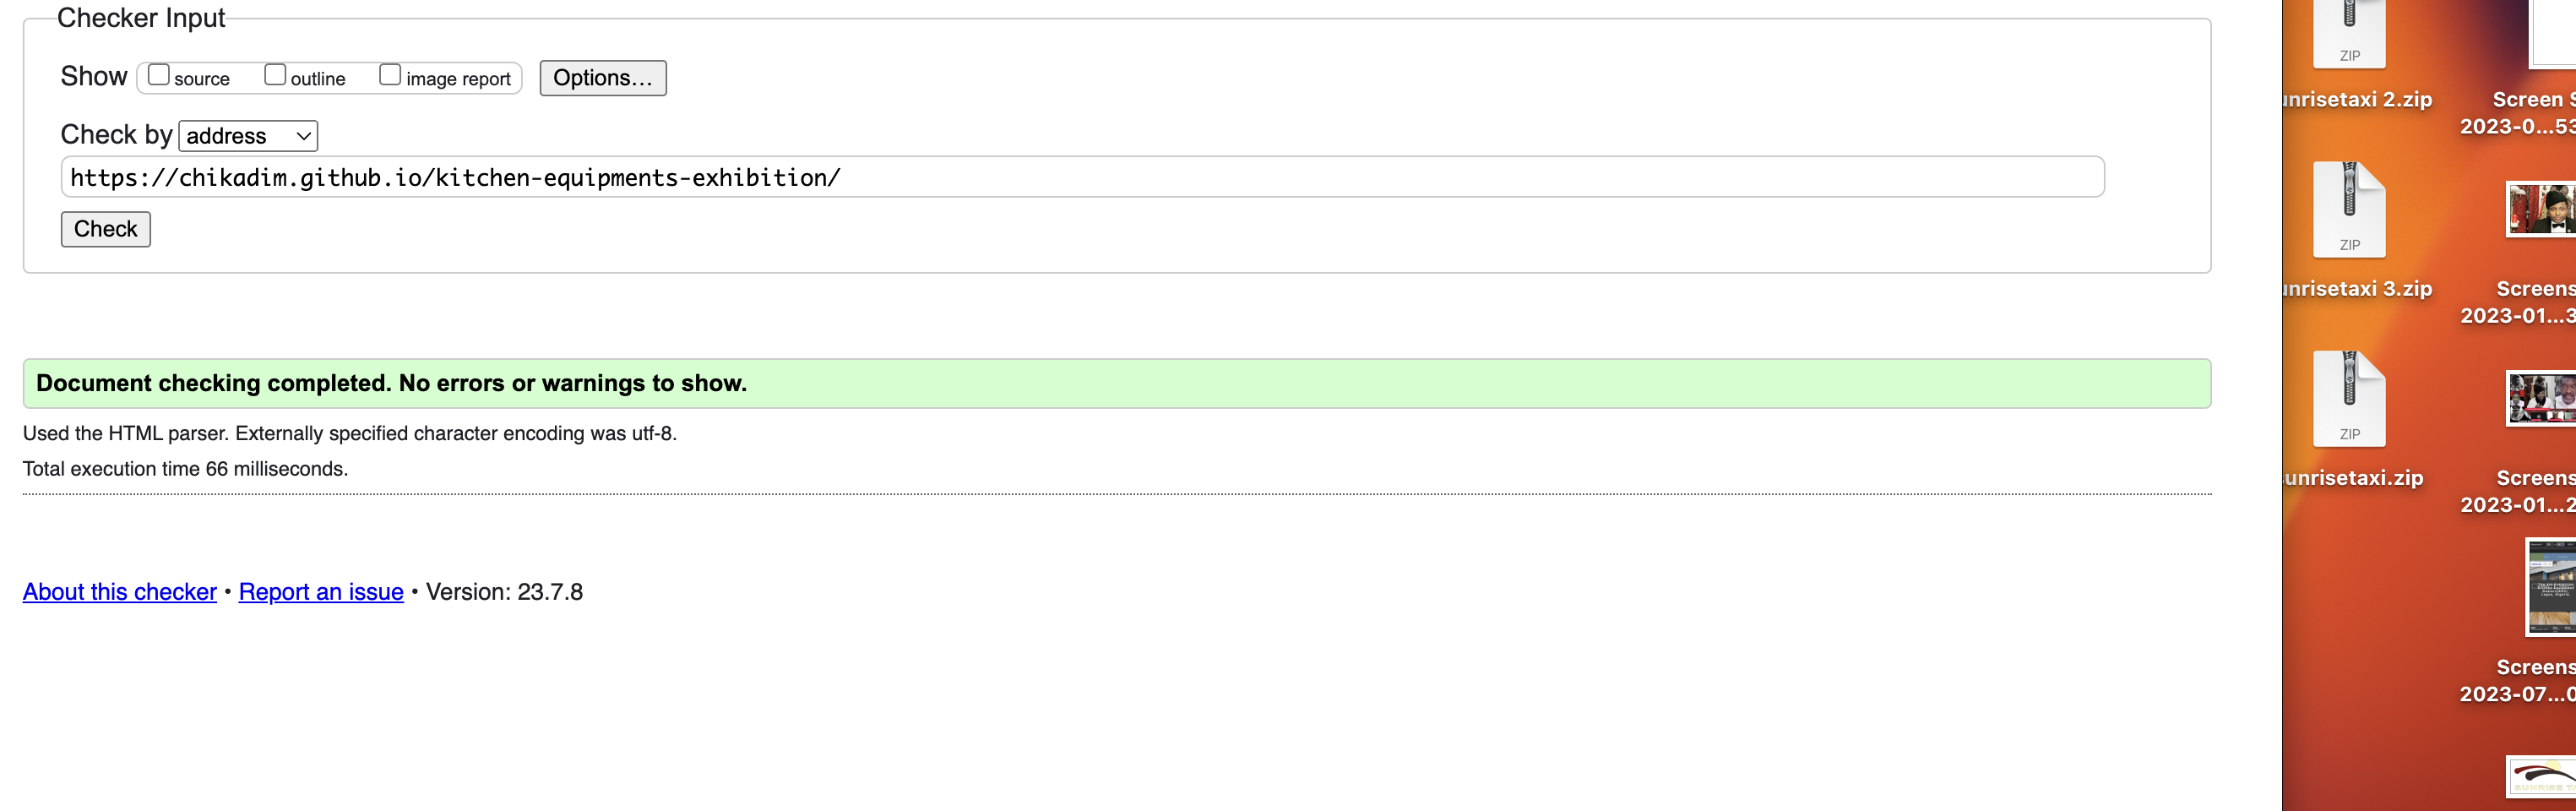 Checker Input
Show source outline image report Options...
Check by address
https://chikadim.github.io/kitchen-equipments-exhibition/
Check
Document checking completed. No errors or warnings to show.
Used the HTML parser. Externally specified character encoding was utf-8.
Total execution time 66 milliseconds.
About this checker • Report an issue • Version: 23.7.8
ZIP
unrisetaxi 2.zip
Screen S
2023-0...53
ZIP
unrisetaxi 3.zip
Screens
2023-01...3
ZIP
sunrisetaxi.zip
Screens
2023-01...2
Screens
2023-07...0